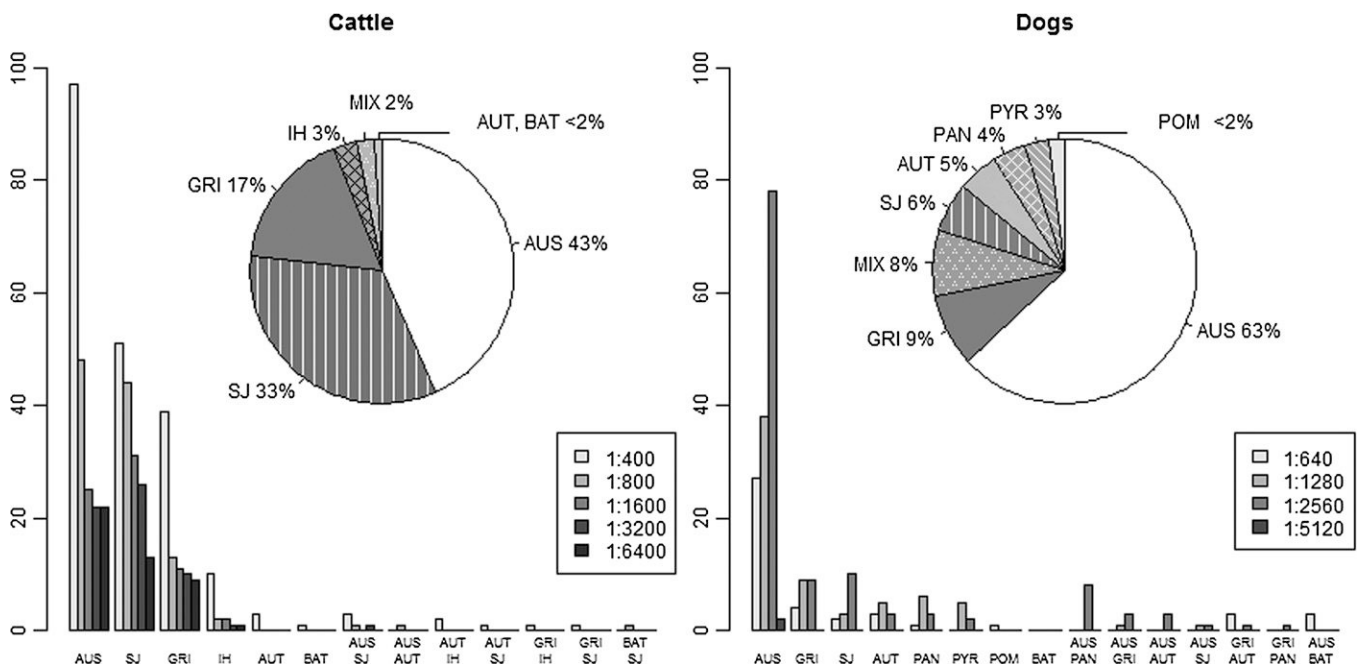 Cattle
100
80
60
40
20
0
MIX 2%
AUT, BAT <2%
IH 3%
GRI 17%
AUS 43%
SJ 33%
1:400
1:800
1:1600
1:3200
1:6400
AUS
SJ
GRI
IH
AUT
BAT
AUS
SJ
AUS
AUT
AUT
IH
AUT
SJ
GRI
IH
GRI
SJ
BAT
SJ
Dogs
100
80
60
40
20
0
PYR 3%
POM <2%
PAN 4%
AUT 5%
SJ 6%
MIX 8%
GRI 9%
AUS 63%
1:640
1:1280
1:2560
1:5120
AUS
GRI
SJ
AUT
PAN
PYR
POM
BAT
AUS
PAN
AUS
GRI
AUS
AUT
AUS
SJ
GRI
AUT
GRI
PAN
AUS
BAT